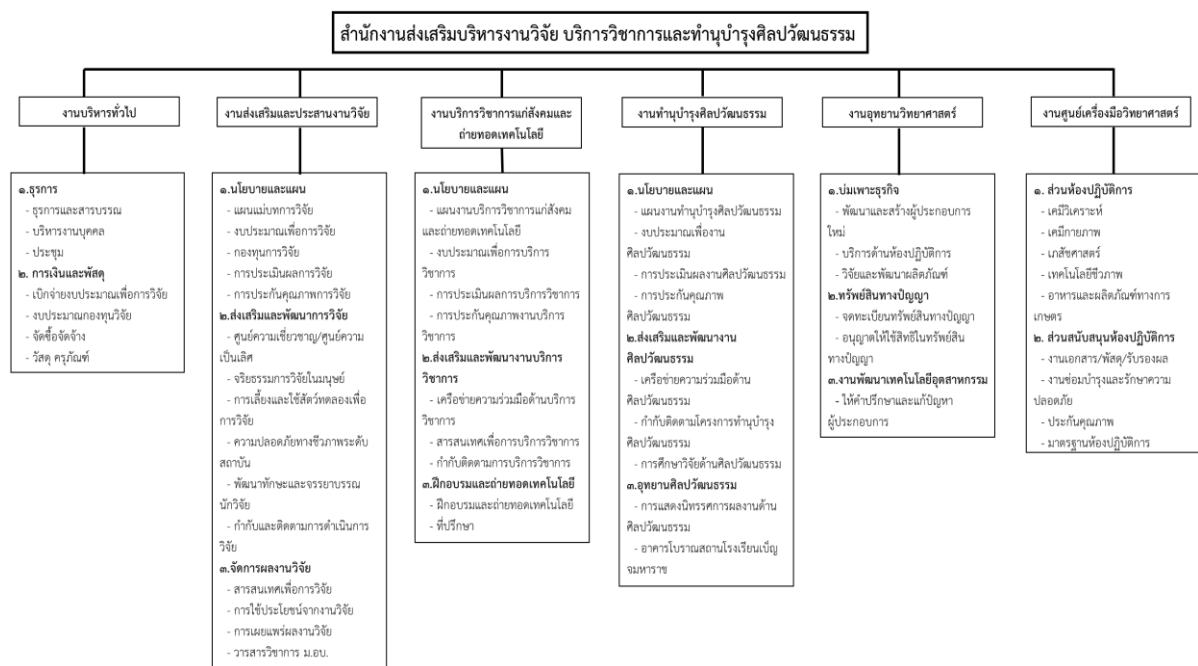 สำนักงานส่งเสริมบริหารงานวิจัย บริการวิชาการและทำนุบำรุงศิลปวัฒนธรรม
งานบริหารทั่วไป
๑.ธุรการ
- ธุรการและสารบรรณ
- บริหารงานบุคคล
- ประชุม
๒. การเงินและพัสดุ
- เบิกจ่ายงบประมาณเพื่อการวิจัย
- งบประมาณกองทุนวิจัย
- จัดซื้อจัดจ้าง
- วัสดุ ครุภัณฑ์
งานส่งเสริมและประสานงานวิจัย
๑.นโยบายและแผน
- แผนแม่บทการวิจัย
- งบประมาณเพื่อการวิจัย
- กองทุนการวิจัย
- การประเมินผลการวิจัย
- การประกันคุณภาพการวิจัย
๒.ส่งเสริมและพัฒนาการวิจัย
- ศูนย์ความเชี่ยวชาญ/ศูนย์ความ
เป็นเลิศ
- จริยธรรมการวิจัยในมนุษย์
- การเลี้ยงและใช้สัตว์ทดลองเพื่อ
การวิจัย
- ความปลอดภัยทางชีวภาพระดับ
สถาบัน
- พัฒนาทักษะและจรรยาบรรณ
นักวิจัย
- กำกับและติดตามการดำเนินการ
วิจัย
๓.จัดการผลงานวิจัย
- สารสนเทศเพื่อการวิจัย
- การใช้ประโยชน์จากงานวิจัย
- การเผยแพร่ผลงานวิจัย
- วารสารวิชาการ ม.อบ.
งานบริการวิชาการแก่สังคมและ
ถ่ายทอดเทคโนโลยี
๑.นโยบายและแผน
- แผนงานบริการวิชาการแก่สังคม
และถ่ายทอดเทคโนโลยี
- งบประมาณเพื่อการบริการ
วิชาการ
- การประเมินผลการบริการวิชาการ
- การประกันคุณภาพงานบริการ
วิชาการ
๒.ส่งเสริมและพัฒนางานบริการ
วิชาการ
- เครือข่ายความร่วมมือด้านบริการ
วิชาการ
- สารสนเทศเพื่อการบริการวิชาการ
- กำกับติดตามการบริการวิชาการ
๓.ฝึกอบรมและถ่ายทอดเทคโนโลยี
- ฝึกอบรมและถ่ายทอดเทคโนโลยี
- ที่ปรึกษา
งานทำนุบำรุงศิลปวัฒนธรรม
๑.นโยบายและแผน
- แผนงานทำนุบำรุงศิลปวัฒนธรรม
- งบประมาณเพื่องาน
ศิลปวัฒนธรรม
- การประเมินผลงานศิลปวัฒนธรรม
- การประกันคุณภาพ
ศิลปวัฒนธรรม
๒.ส่งเสริมและพัฒนางาน
ศิลปวัฒนธรรม
- เครือข่ายความร่วมมือด้าน
ศิลปวัฒนธรรม
- กำกับติดตามโครงการทำนุบำรุง
ศิลปวัฒนธรรม
- การศึกษาวิจัยด้านศิลปวัฒนธรรม
๓.อุทยานศิลปวัฒนธรรม
- การแสดงนิทรรศการผลงานด้าน
ศิลปวัฒนธรรม
- อาคารโบราณสถานโรงเรียนเบ็ญ
จมหาราช
งานอุทยานวิทยาศาสตร์
๑.บ่มเพาะธุรกิจ
- พัฒนาและสร้างผู้ประกอบการ
ใหม่
- บริการด้านห้องปฏิบัติการ
- วิจัยและพัฒนาผลิตภัณฑ์
๒.ทรัพย์สินทางปัญญา
- จดทะเบียนทรัพย์สินทางปัญญา
- อนุญาตให้ใช้สิทธิในทรัพย์สิน
ทางปัญญา
๓.งานพัฒนาเทคโนโลยีอุตสาหกรรม
- ให้คำปรึกษาและแก้ปัญหา
ผู้ประกอบการ
งานศูนย์เครื่องมือวิทยาศาสตร์
๑. ส่วนห้องปฏิบัติการ
- เคมีวิเคราะห์
- เคมีกายภาพ
- เภสัชศาสตร์
- เทคโนโลยีชีวภาพ
- อาหารและผลิตภัณฑ์ทางการ
เกษตร
๒. ส่วนสนับสนุนห้องปฏิบัติการ
- งานเอกสาร/พัสดุ/รับรองผล
- งานซ่อมบำรุงและรักษาความ
ปลอดภัย
- ประกันคุณภาพ
- มาตรฐานห้องปฏิบัติการ